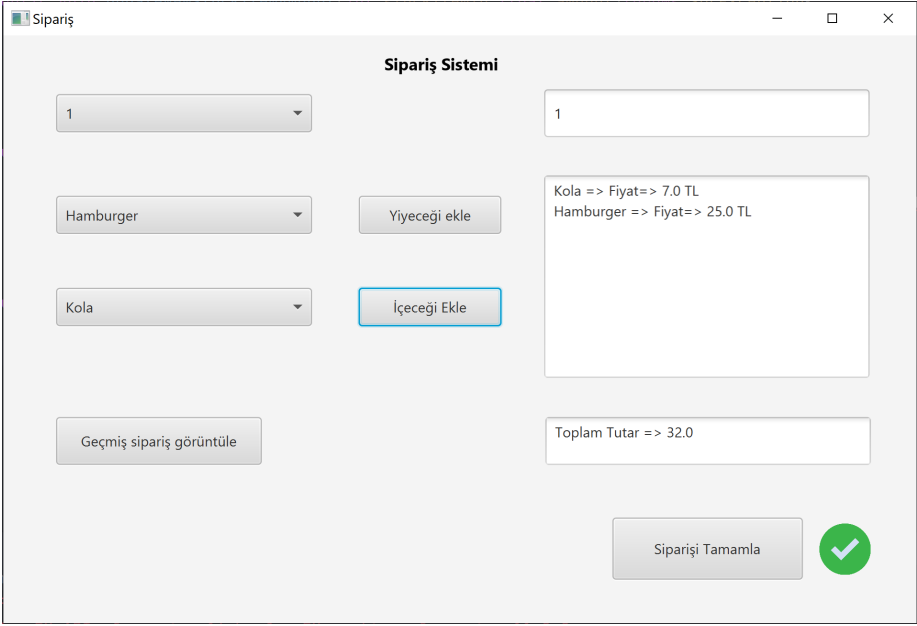 Sipariş
Sipariş Sistemi
1
1
Hamburger
Yiyeceği ekle
Kola => Fiyat=> 7.0 TL
Hamburger => Fiyat=> 25.0 TL
Kola
İçeceği Ekle
Geçmiş sipariş görüntüle
Toplam Tutar => 32.0
Siparişi Tamamla